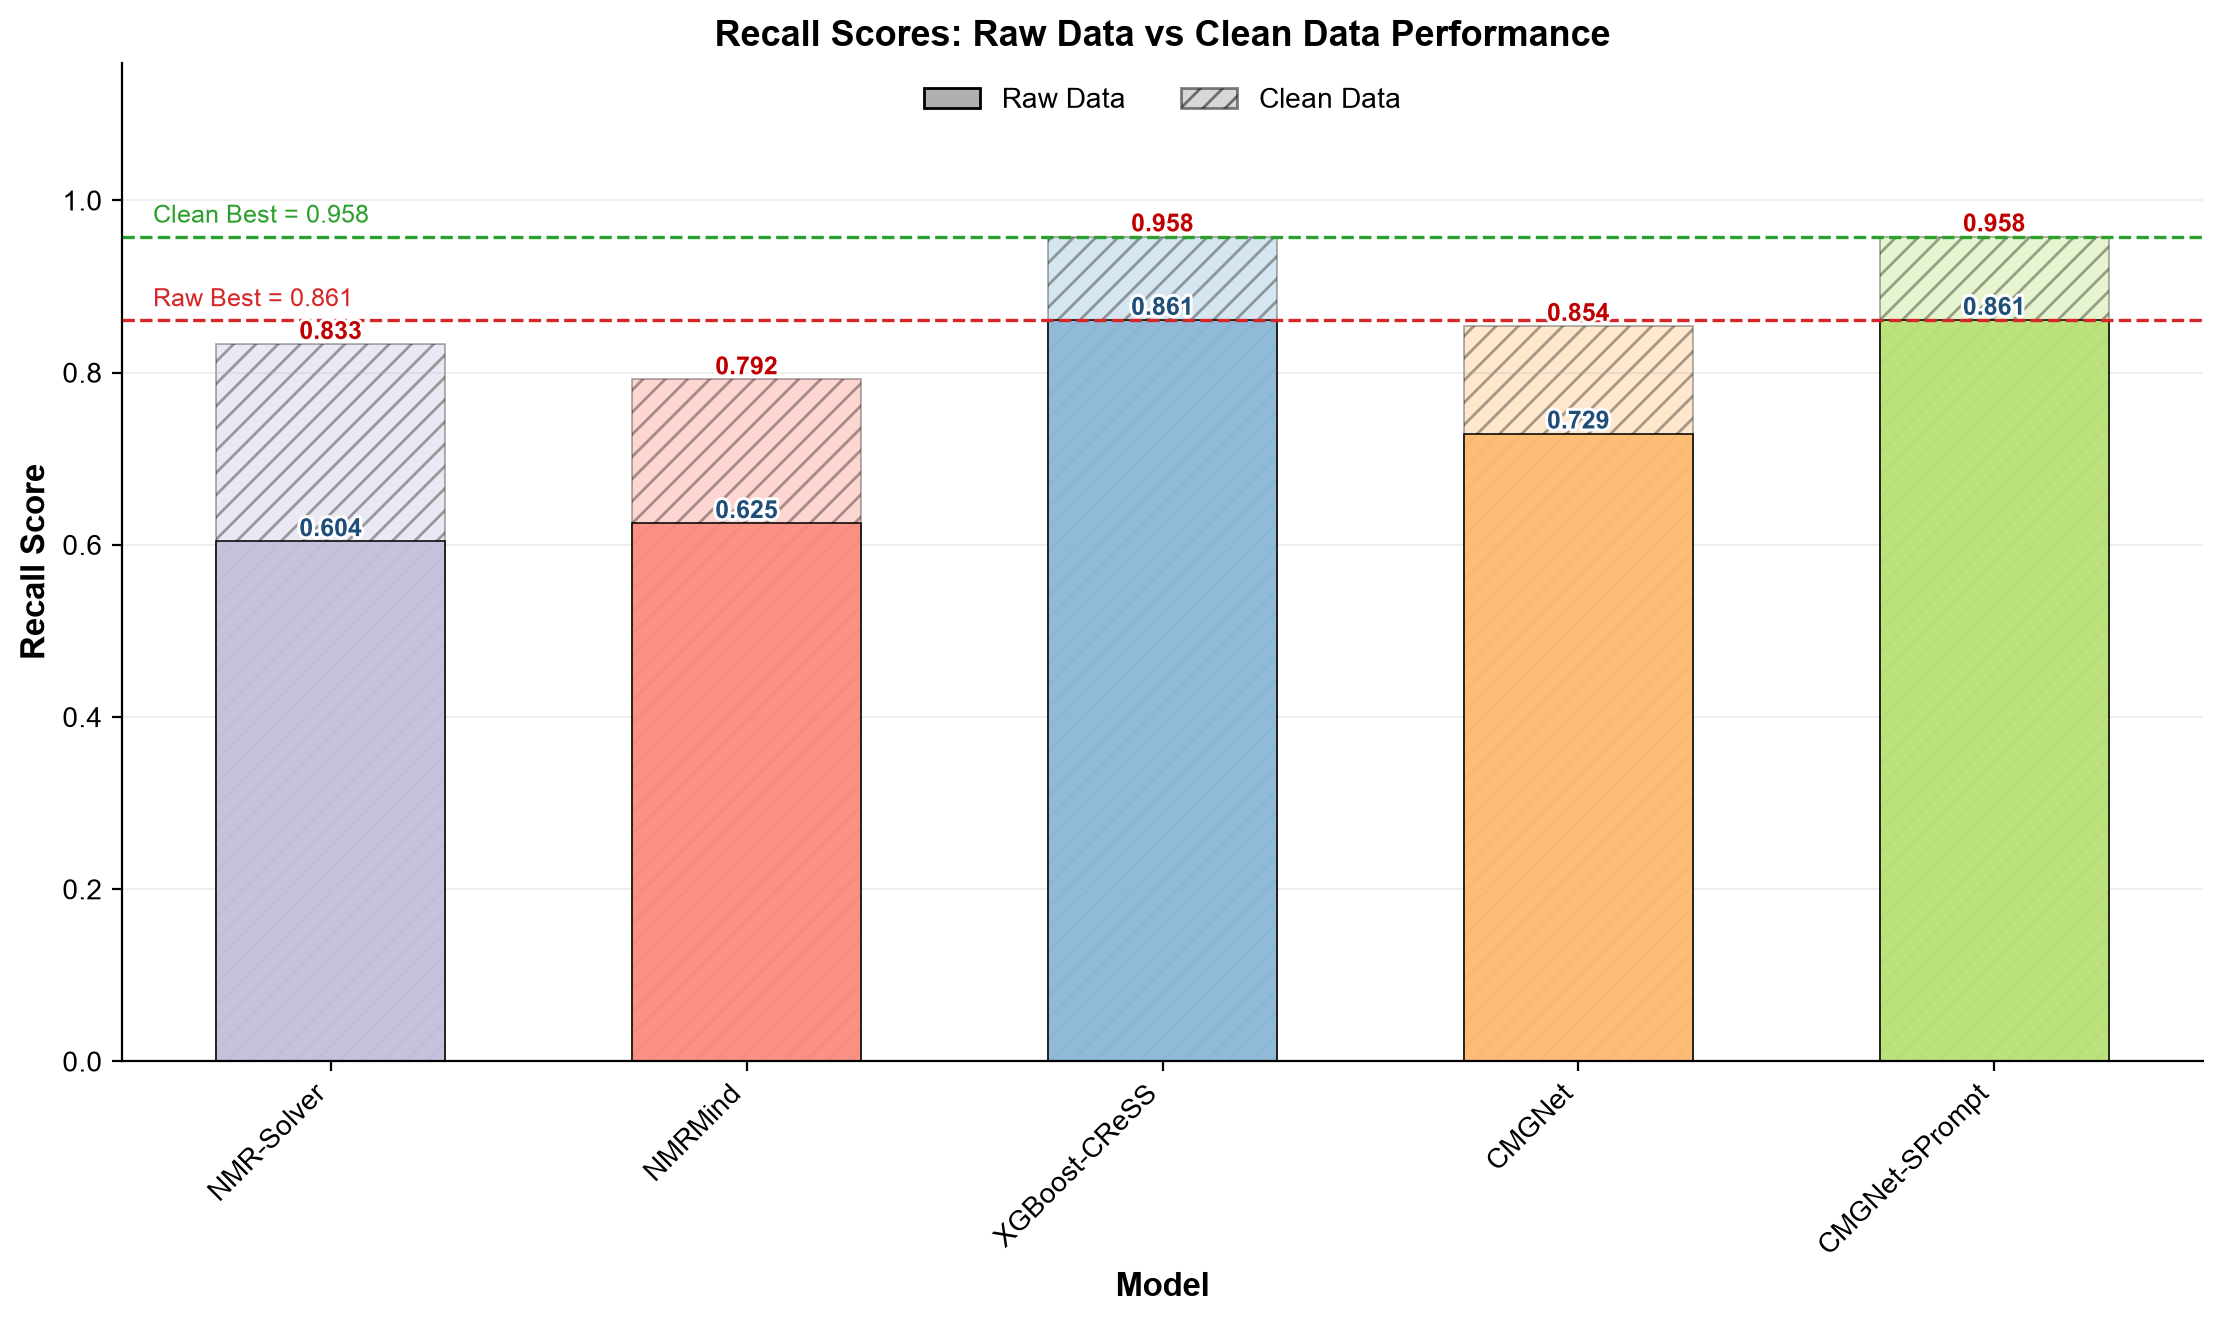 Recall Scores: Raw Data vs Clean Data Performance
Raw Data
Clean Data
Recall Score
1.0
0.8
0.6
0.4
0.2
0.0
Clean Best = 0.958
Raw Best = 0.861
0.833
0.604
0.792
0.625
0.958
0.861
0.854
0.729
0.958
0.861
NMR-Solver
NMRMind
XGBoost-CReSS
CMGNet
CMGNet-SPrompt
Model